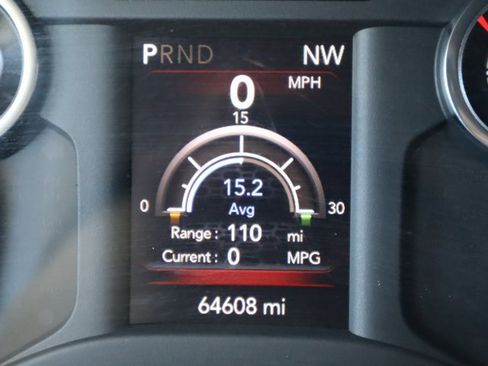 PRND NW
0 MPH
15
15.2
0 Avg 30
Range : 110 mi
Current : 0 MPG
64608 mi